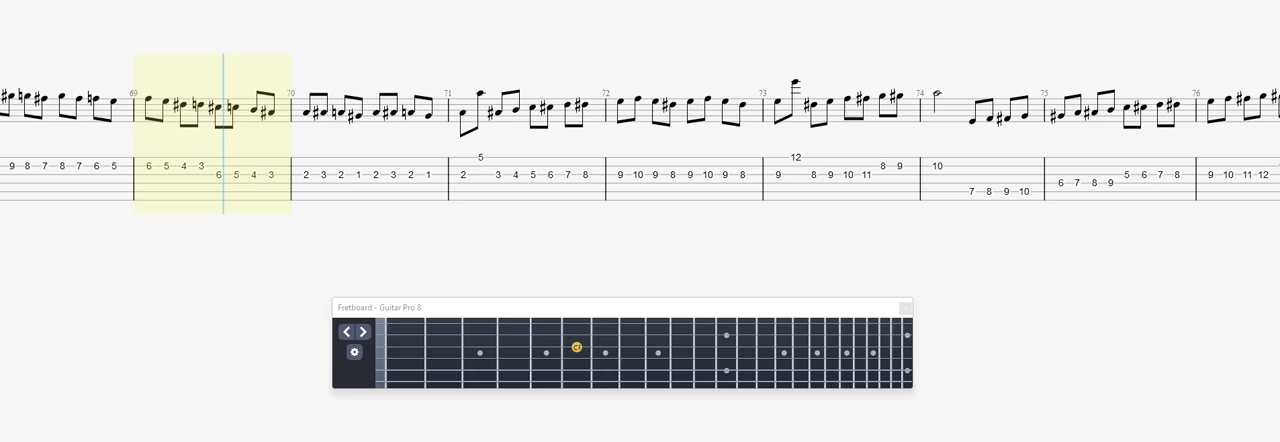 69 70 71 72 73 74 75 76
5 12
9 8 7 8 7 6 5 6 5 4 3 8 9 10
6 5 4 3 2 3 2 1 2 3 2 1 2 3 4 5 6 7 8 9 10 9 8 9 10 9 8 9 8 9 10 11 5 6 7 8 9 10 11 12
6 7 8 9
7 8 9 10
Fretboard - Guitar Pro 8